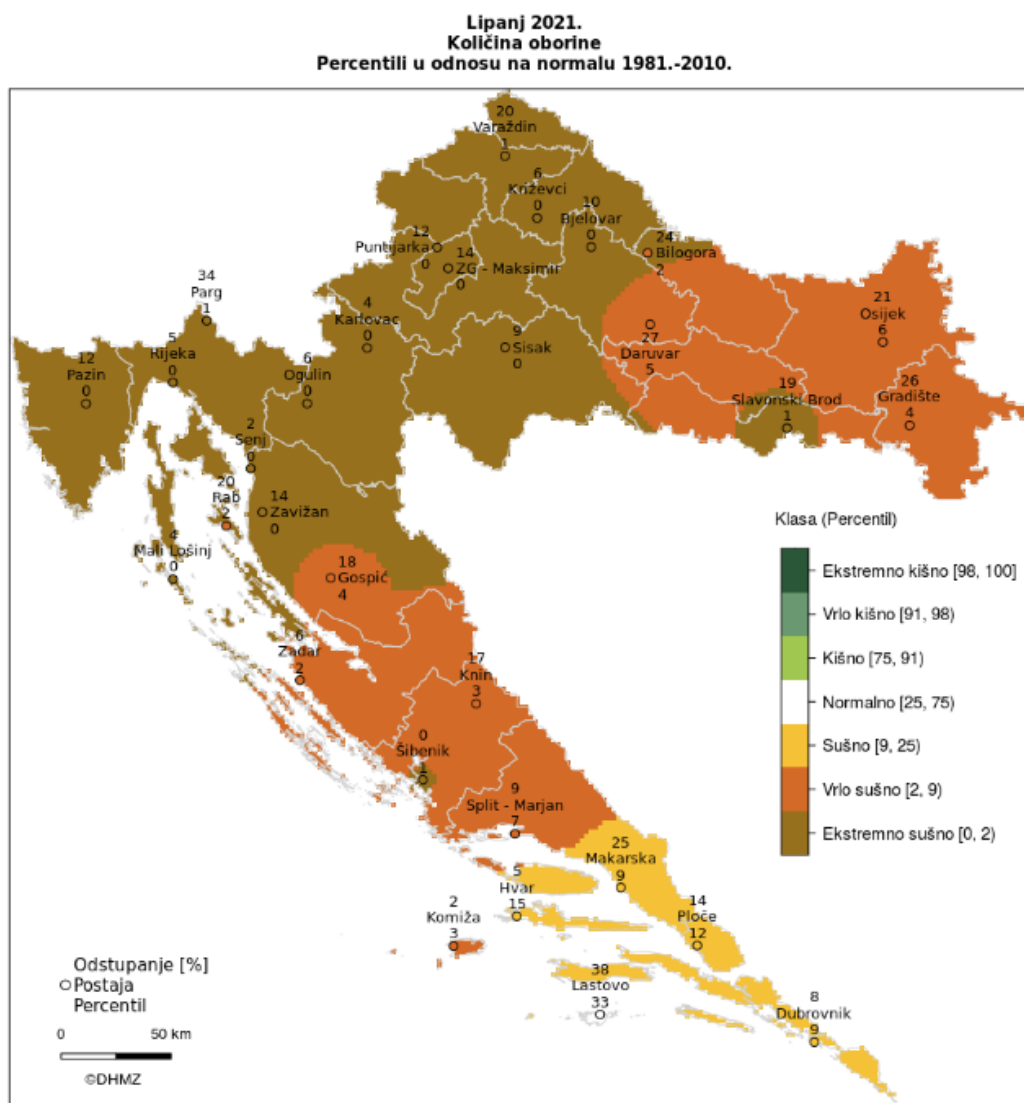 Lipanj 2021.
Količina oborine
Percentili u odnosu na normalu 1981.-2010.
20
Varaždin
1
6
Križevci
0
10
Bjelovar
0
12
Puntijarka
0
14
ZG - Maksimir
0
24
Bilogora
2
34
Parg
1
4
Karlovac
0
9
Sisak
0
27
Daruvar
5
21
Osijek
6
5
Rijeka
0
12
Pazin
0
6
Ogulin
0
19
Slavonski Brod
1
26
Gradište
4
2
Senj
0
20
Rab
2
14
Zavižan
0
4
Mali Lošinj
0
18
Gospić
4
6
Zadar
2
17
Knin
3
0
Šibenik
1
9
Split - Marjan
7
25
Makarska
9
5
Hvar
15
2
Komiža
3
14
Ploče
12
38
Lastovo
33
8
Dubrovnik
9
Klasa (Percentil)
Ekstremno kišno [98, 100]
Vrlo kišno [91, 98)
Kišno [75, 91)
Normalno [25, 75)
Sušno [9, 25)
Vrlo sušno [2, 9)
Ekstremno sušno [0, 2)
Odstupanje [%]
Postaja
Percentil
0 50 km
©DHMZ